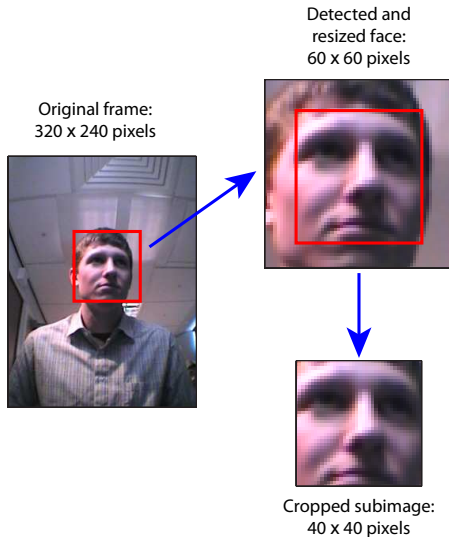 Original frame:
320 x 240 pixels
Detected and
resized face:
60 x 60 pixels
Cropped subimage:
40 x 40 pixels